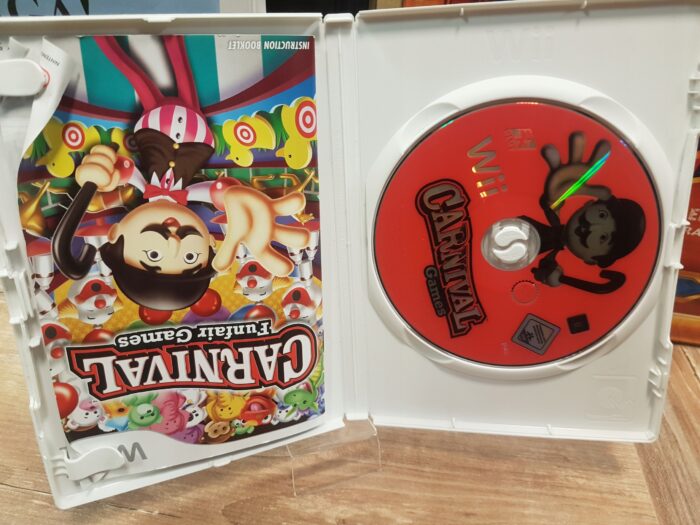 INSTRUCTION BOOKLET
CARNIVAL
Funfair Games
W
Wii
Wii
CARNIVAL
Games